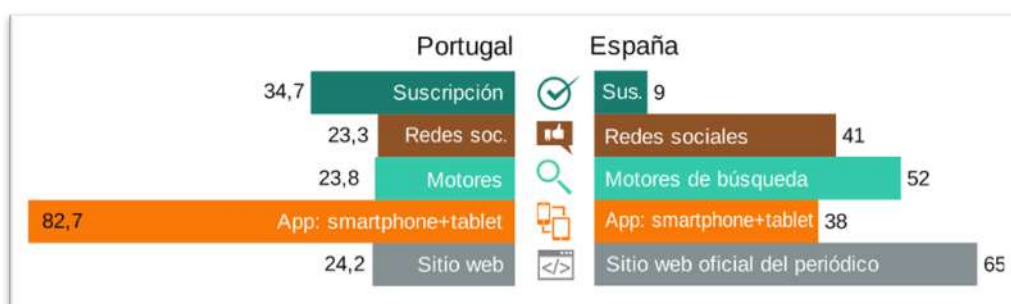 Portugal España
34,7 Suscripción Sus. 9
23,3 Redes soc. Redes sociales 41
23,8 Motores Motores de búsqueda 52
82,7 App: smartphone+tablet App: smartphone+tablet 38
24,2 Sitio web </> Sitio web oficial del periódico 65